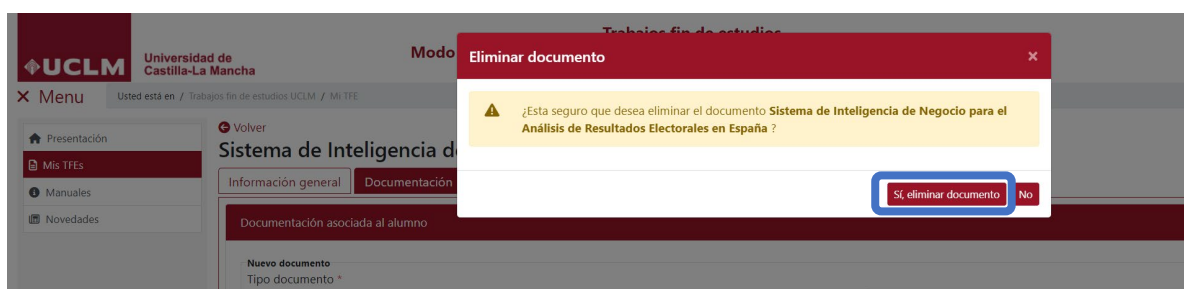 Trabajos fin de estudios
UCLM
Universidad de
Castilla-La Mancha
Modo
Eliminar documento ×
Menu
Usted está en / Trabajos fin de estudios UCLM / Mi TFE
¿Esta seguro que desea eliminar el documento Sistema de Inteligencia de Negocio para el
Análisis de Resultados Electorales en España ?
Sí, eliminar documento
No
Presentación
Mis TFEs
Manuales
Novedades
Volver
Sistema de Inteligencia d
Información general
Documentación
Documentación asociada al alumno
Nuevo documento
Tipo documento *